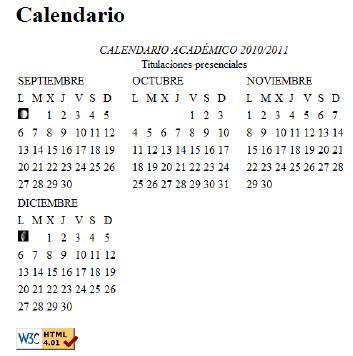 Calendario
CALENDARIO ACADÉMICO 2010/2011
Titulaciones presenciales
SEPTIEMBRE OCTUBRE NOVIEMBRE
L M X J V S D L M X J V S D L M X J V S D
1 2 3 4 5 1 2 3 1 2 3 4 5 6 7
6 7 8 9 10 11 12 4 5 6 7 8 9 10 8 9 10 11 12 13 14
13 14 15 16 17 18 19 11 12 13 14 15 16 17 15 16 17 18 19 20 21
20 21 22 23 24 25 26 18 19 20 21 22 23 24 22 23 24 25 26 27 28
27 28 29 30 25 26 27 28 29 30 31 29 30
DICIEMBRE
L M X J V S D
1 2 3 4 5
6 7 8 9 10 11 12
13 14 15 16 17 18 19
20 21 22 23 24 25 26
27 28 29 30
W3C HTML
4.01